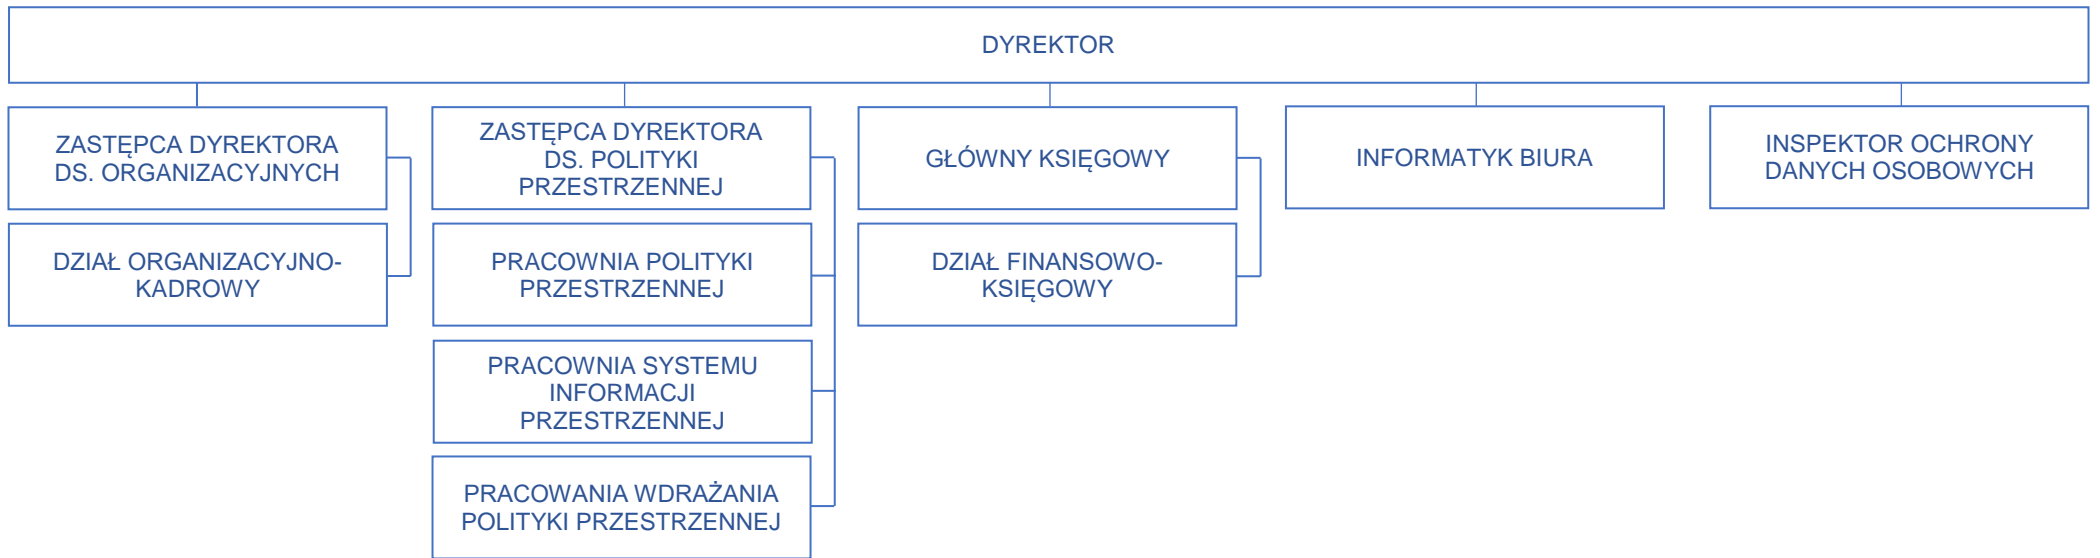 DYREKTOR
ZASTĘPCA DYREKTORA
DS. ORGANIZACYJNYCH
ZASTĘPCA DYREKTORA
DS. POLITYKI
PRZESTRZENNEJ
GŁÓWNY KSIĘGOWY
INFORMATYK BIURA
INSPEKTOR OCHRONY
DANYCH OSOBOWYCH
DZIAŁ ORGANIZACYJNO-
KADROWY
PRACOWNIA POLITYKI
PRZESTRZENNEJ
DZIAŁ FINANSOWO-
KSIĘGOWY
PRACOWNIA SYSTEMU
INFORMACJI
PRZESTRZENNEJ
PRACOWANIA WDRAŻANIA
POLITYKI PRZESTRZENNEJ